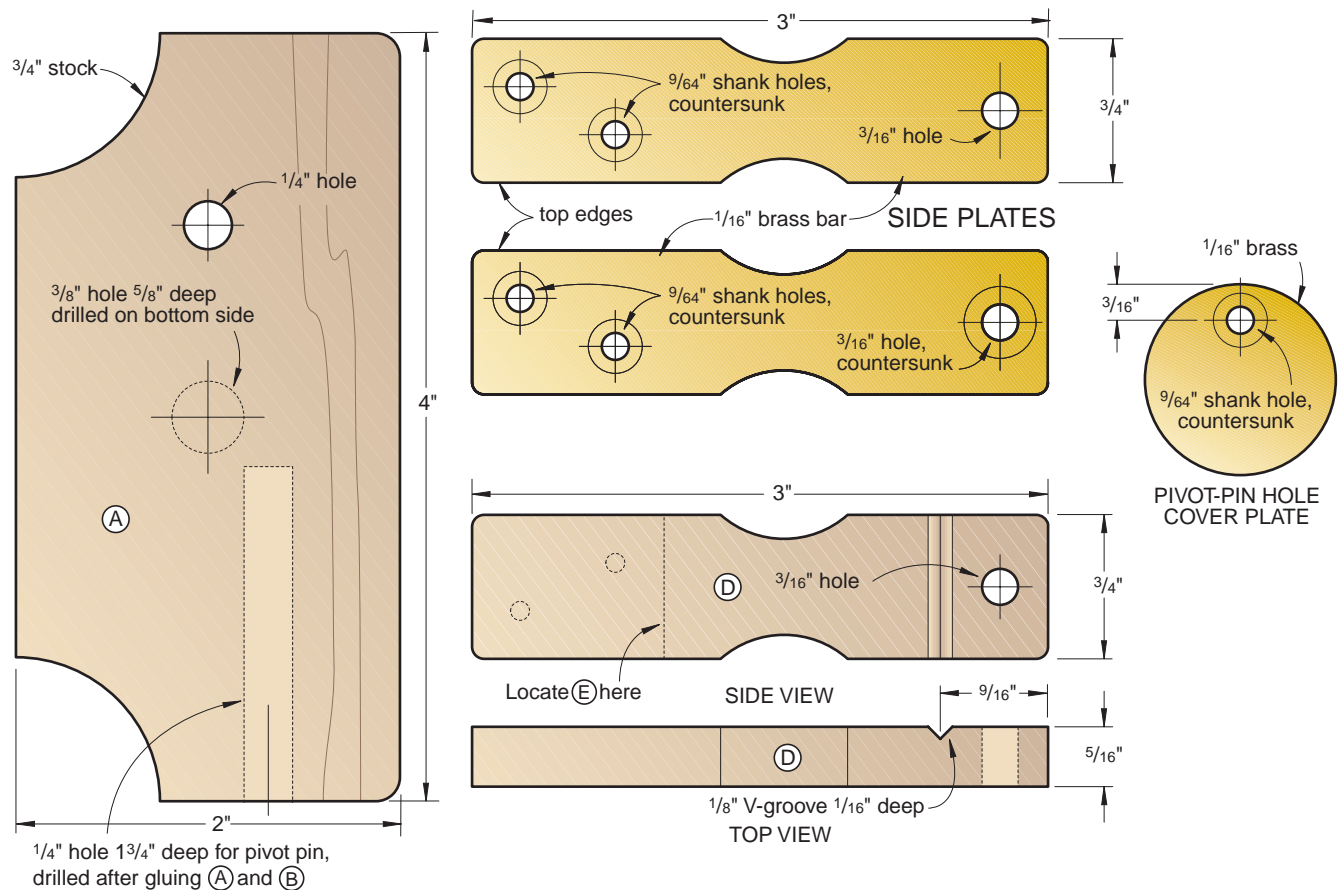 3/4" stock
1/4" hole
3/8" hole 5/8" deep
drilled on bottom side
4"
A
2"
1/4" hole 1 3/4" deep for pivot pin,
drilled after gluing A and B
3"
9/64" shank holes,
countersunk
3/16" hole
3/4"
top edges
1/16" brass bar
SIDE PLATES
9/64" shank holes,
countersunk
3/16" hole,
countersunk
1/16" brass
3/16"
9/64" shank hole,
countersunk
PIVOT-PIN HOLE
COVER PLATE
3"
D
3/16" hole
3/4"
Locate E here
SIDE VIEW
9/16"
D
5/16"
1/8" V-groove 1/16" deep
TOP VIEW